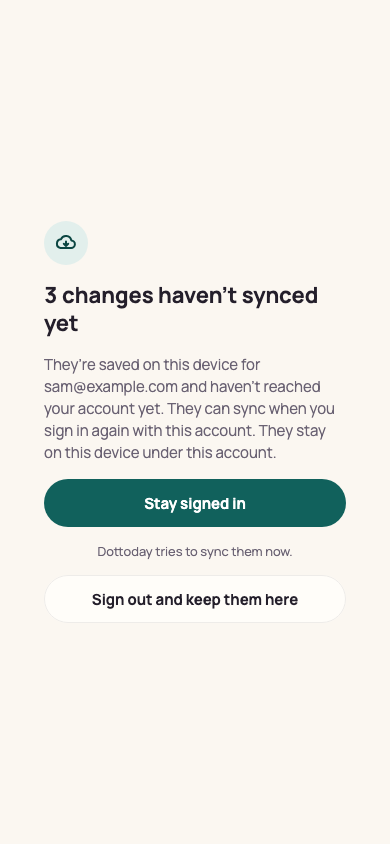 3 changes haven't synced
yet
They're saved on this device for
sam@example.com and haven't reached
your account yet. They can sync when you
sign in again with this account. They stay
on this device under this account.
Stay signed in
Dottoday tries to sync them now.
Sign out and keep them here